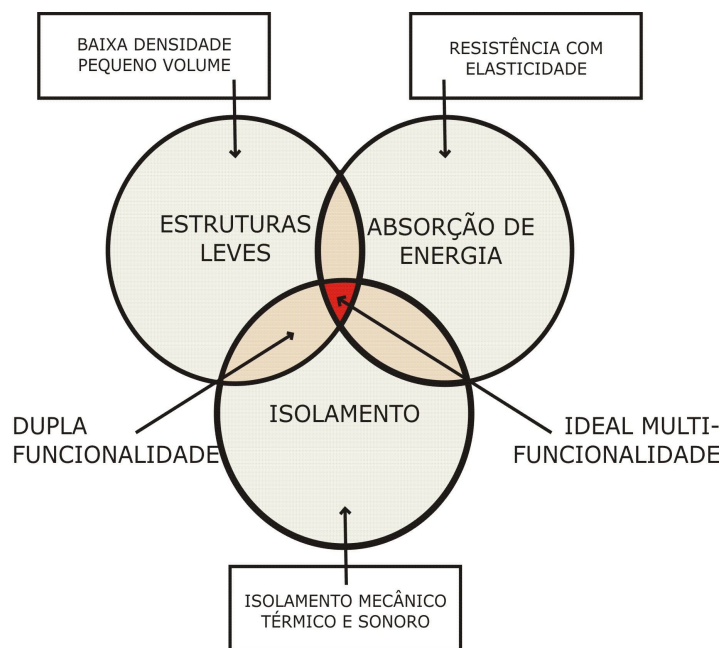 BAIXA DENSIDADE
PEQUENO VOLUME
RESISTÊNCIA COM
ELASTICIDADE
ESTRUTURAS
LEVES
ABSORÇÃO DE
ENERGIA
ISOLAMENTO
DUPLA
FUNCIONALIDADE
IDEAL MULTI-
FUNCIONALIDADE
ISOLAMENTO MECÂNICO
TÉRMICO E SONORO